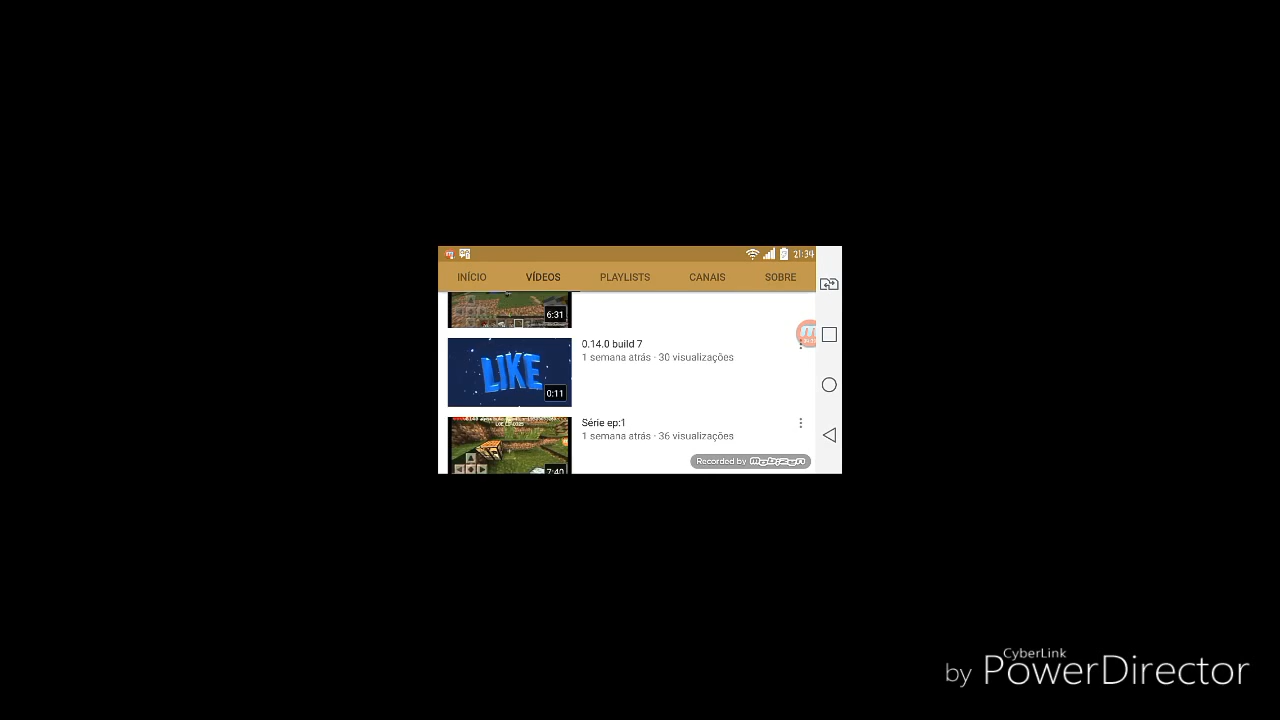 21:34
INÍCIO VÍDEOS PLAYLISTS CANAIS SOBRE
6:31
0.14.0 build 7
1 semana atrás · 30 visualizações
LIKE
0:11
Série ep:1
1 semana atrás · 36 visualizações
7:40
Recorded by Mobizen
CyberLink
by PowerDirector